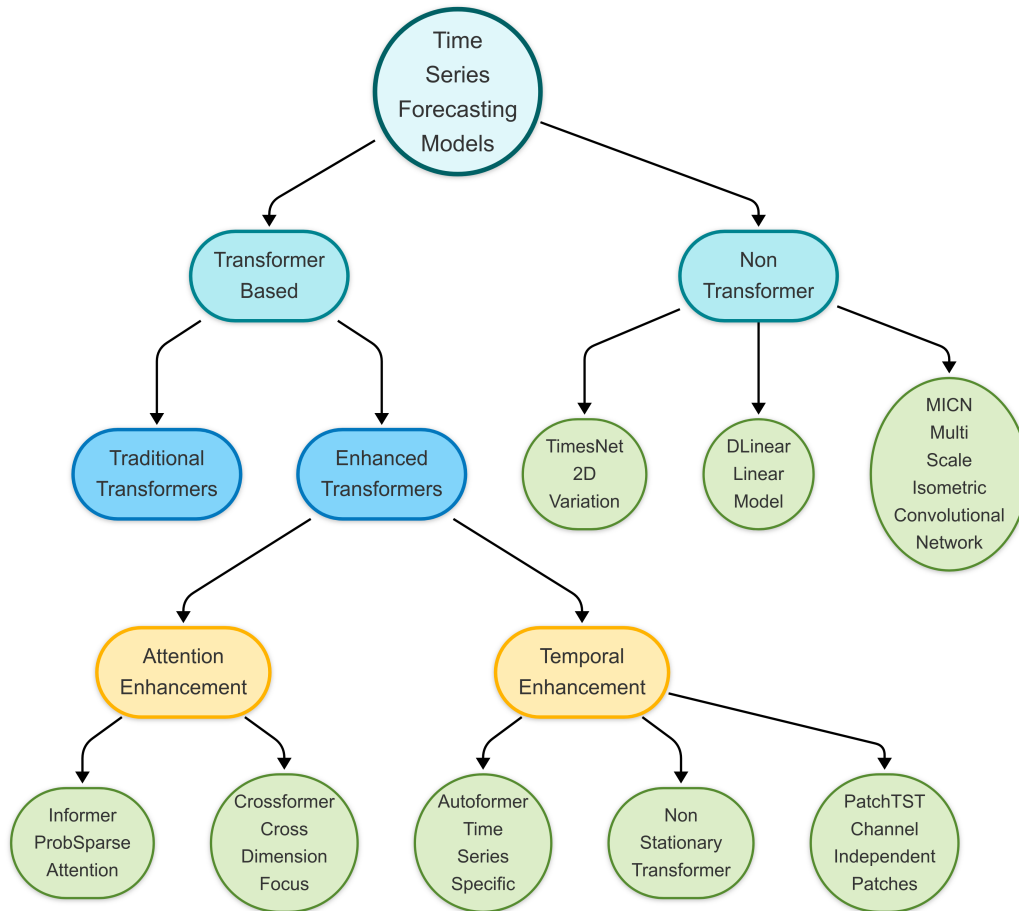 Time
Series
Forecasting
Models
Transformer
Based
Non
Transformer
Traditional
Transformers
Enhanced
Transformers
TimesNet
2D
Variation
DLinear
Linear
Model
MICN
Multi
Scale
Isometric
Convolutional
Network
Attention
Enhancement
Temporal
Enhancement
Informer
ProbSparse
Attention
Crossformer
Cross
Dimension
Focus
Autoformer
Time
Series
Specific
Non
Stationary
Transformer
PatchTST
Channel
Independent
Patches